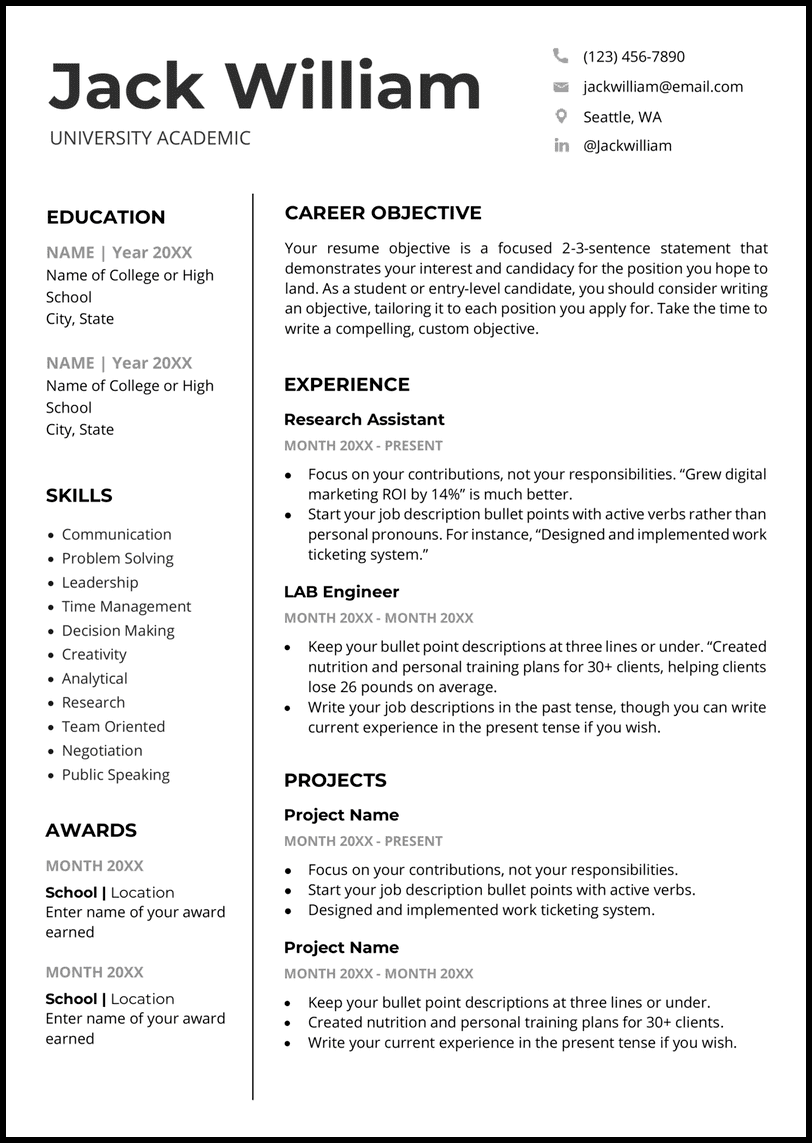 Jack William
UNIVERSITY ACADEMIC
(123) 456-7890
jackwilliam@email.com
Seattle, WA
in @Jackwilliam
EDUCATION
NAME | Year 20XX
Name of College or High
School
City, State
NAME | Year 20XX
Name of College or High
School
City, State
SKILLS
• Communication
• Problem Solving
• Leadership
• Time Management
• Decision Making
• Creativity
• Analytical
• Research
• Team Oriented
• Negotiation
• Public Speaking
AWARDS
MONTH 20XX
School | Location
Enter name of your award
earned
MONTH 20XX
School | Location
Enter name of your award
earned
CAREER OBJECTIVE
Your resume objective is a focused 2-3-sentence statement that
demonstrates your interest and candidacy for the position you hope to
land. As a student or entry-level candidate, you should consider writing
an objective, tailoring it to each position you apply for. Take the time to
write a compelling, custom objective.
EXPERIENCE
Research Assistant
MONTH 20XX - PRESENT
• Focus on your contributions, not your responsibilities. “Grew digital
marketing ROI by 14%” is much better.
• Start your job description bullet points with active verbs rather than
personal pronouns. For instance, “Designed and implemented work
ticketing system.”
LAB Engineer
MONTH 20XX - MONTH 20XX
• Keep your bullet point descriptions at three lines or under. “Created
nutrition and personal training plans for 30+ clients, helping clients
lose 26 pounds on average.
• Write your job descriptions in the past tense, though you can write
current experience in the present tense if you wish.
PROJECTS
Project Name
MONTH 20XX - PRESENT
• Focus on your contributions, not your responsibilities.
• Start your job description bullet points with active verbs.
• Designed and implemented work ticketing system.
Project Name
MONTH 20XX - MONTH 20XX
• Keep your bullet point descriptions at three lines or under.
• Created nutrition and personal training plans for 30+ clients.
• Write your current experience in the present tense if you wish.